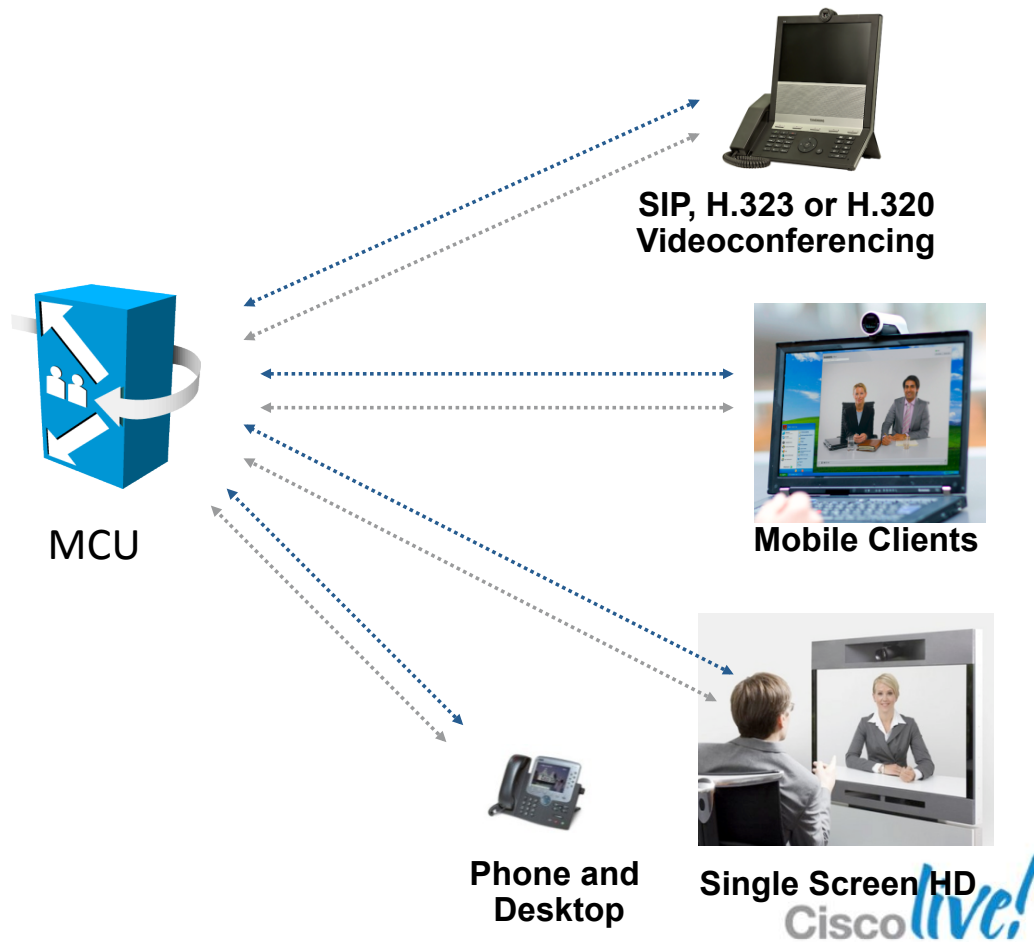 SIP, H.323 or H.320
Videoconferencing
MCU
Mobile Clients
Phone and
Desktop
Single Screen HD
Cisco live!